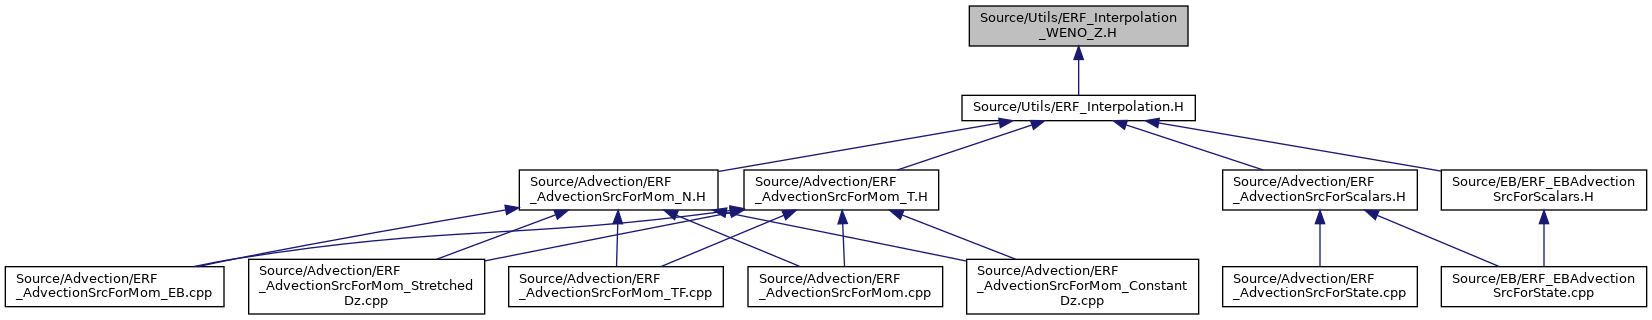 Source/Utils/ERF_Interpolation
_WENO_Z.H
Source/Utils/ERF_Interpolation.H
Source/Advection/ERF
_AdvectionSrcForMom_N.H
Source/Advection/ERF
_AdvectionSrcForMom_T.H
Source/Advection/ERF
_AdvectionSrcForScalars.H
Source/EB/ERF_EBAdvection
SrcForScalars.H
Source/Advection/ERF
_AdvectionSrcForMom_EB.cpp
Source/Advection/ERF
_AdvectionSrcForMom_Stretched
Dz.cpp
Source/Advection/ERF
_AdvectionSrcForMom_TF.cpp
Source/Advection/ERF
_AdvectionSrcForMom.cpp
Source/Advection/ERF
_AdvectionSrcForMom_Constant
Dz.cpp
Source/Advection/ERF
_AdvectionSrcForState.cpp
Source/EB/ERF_EBAdvection
SrcForState.cpp